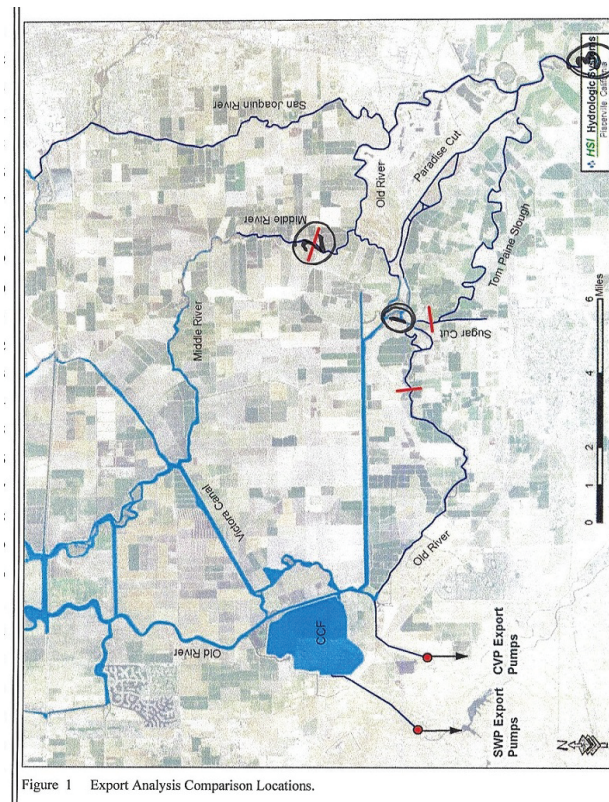 San Joaquin River
3
HSI Hydrologic Systems
Placerville, California
Paradise Cut
Old River
Middle River
2
Tom Paine Slough
1
Sugar Cut
Middle River
6
4
2
1
0
Miles
Victoria Canal
Old River
Old River
CCF
CVP Export
Pumps
SWP Export
Pumps
N
Figure 1 Export Analysis Comparison Locations.